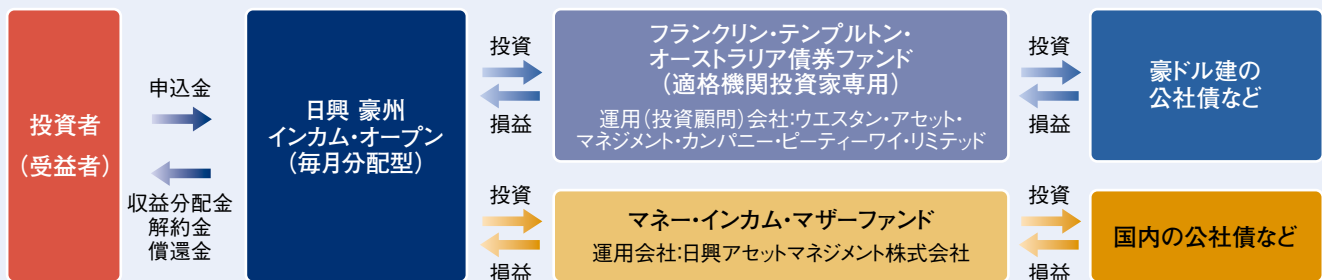 投資者
（受益者）
申込金
収益分配金
解約金
償還金
日興 豪州
インカム・オープン
（毎月分配型）
投資
損益
フランクリン・テンプルトン・
オーストラリア債券ファンド
（適格機関投資家専用）
運用（投資顧問）会社：ウエスタン・アセット・
マネジメント・カンパニー・ピーティーワイ・リミテッド
投資
損益
豪ドル建の
公社債など
投資
損益
マネー・インカム・マザーファンド
運用会社：日興アセットマネジメント株式会社
投資
損益
国内の公社債など